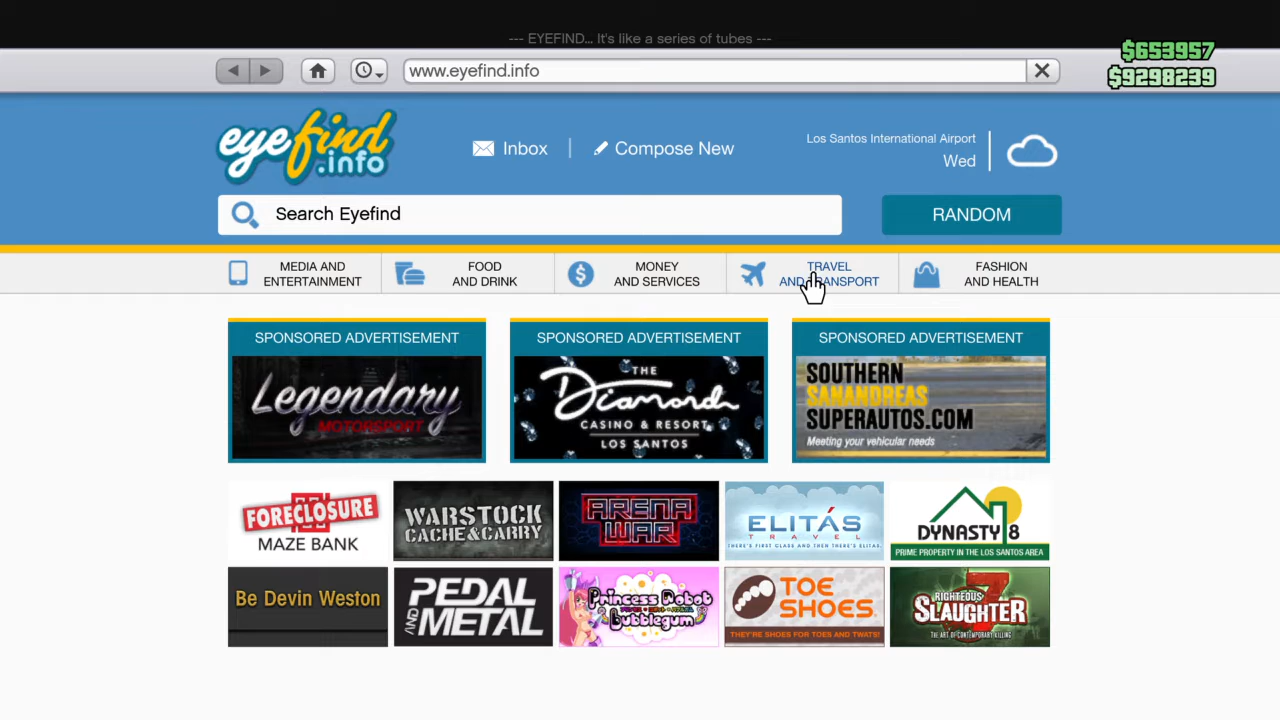 --- EYEFIND... It's like a series of tubes ---
$653957
www.eyefind.info
$9298239
eyefind
.info
Inbox
Compose New
Los Santos International Airport
Wed
Search Eyefind
RANDOM
MEDIA AND
ENTERTAINMENT
FOOD
AND DRINK
MONEY
AND SERVICES
TRAVEL
AND TRANSPORT
FASHION
AND HEALTH
SPONSORED ADVERTISEMENT
Legendary
MOTORSPORT
SPONSORED ADVERTISEMENT
THE
Diamond
CASINO & RESORT
LOS SANTOS
SPONSORED ADVERTISEMENT
SOUTHERN
SANANDREAS
SUPERAUTOS.COM
Meeting your vehicular needs
FORECLOSURE
MAZE BANK
WARSTOCK
CACHE&CARRY
ARENA
WAR
ELITÁS
TRAVEL
THERE'S FIRST CLASS AND THEN THERE'S ELITAS.
DYNASTY 8
PRIME PROPERTY IN THE LOS SANTOS AREA
Be Devin Weston
PEDAL
AND METAL
Princess Robot
Bubblegum
TOE
SHOES
THEY'RE SHOES FOR TOES AND TWATS!
RIGHTEOUS
SLAUGHTER
7
THE ART OF CONTEMPORARY KILLING